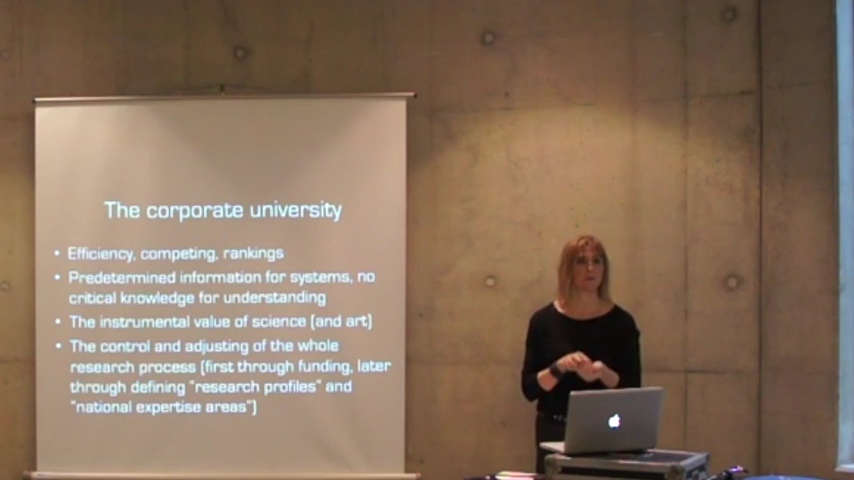 The corporate university
• Efficiency, competing, rankings
• Predetermined information for systems, no
critical knowledge for understanding
• The instrumental value of science (and art)
• The control and adjusting of the whole
research process (first through funding, later
through defining "research profiles" and
"national expertise areas")